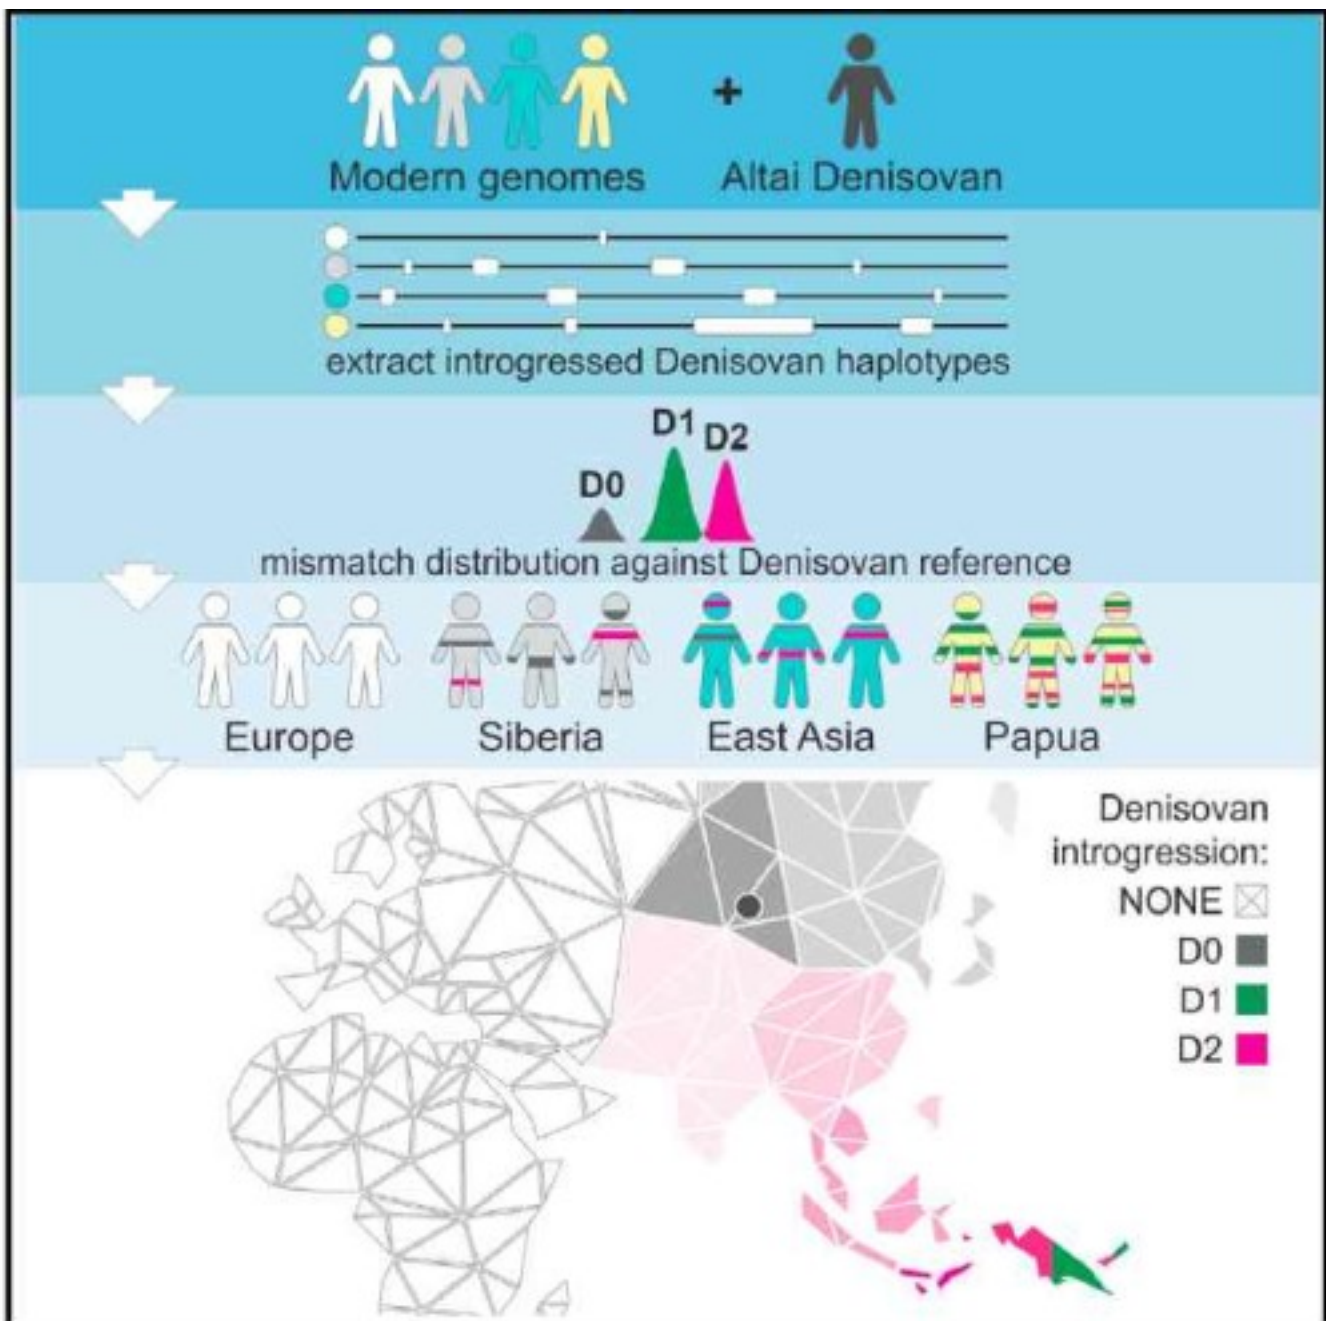 Modern genomes + Altai Denisovan
extract introgressed Denisovan haplotypes
D0 D1 D2
mismatch distribution against Denisovan reference
Europe Siberia East Asia Papua
Denisovan
introgression:
NONE
D0
D1
D2